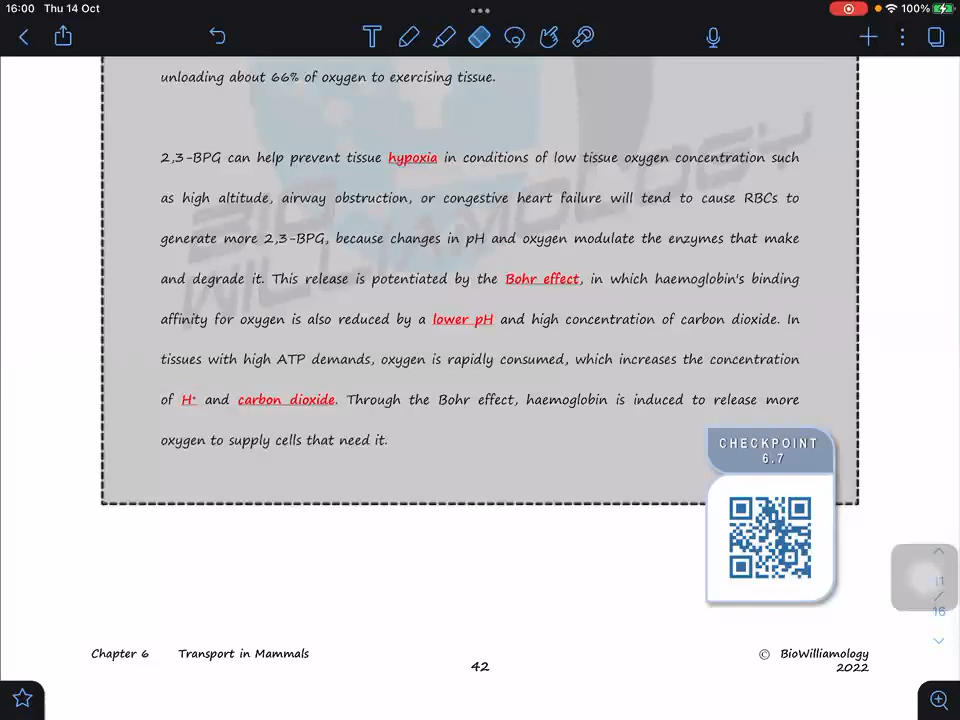 16:00 Thu 14 Oct
100%
unloading about 66% of oxygen to exercising tissue.
2,3-BPG can help prevent tissue hypoxia in conditions of low tissue oxygen concentration such
as high altitude, airway obstruction, or congestive heart failure will tend to cause RBCs to
generate more 2,3-BPG, because changes in pH and oxygen modulate the enzymes that make
and degrade it. This release is potentiated by the Bohr effect, in which haemoglobin's binding
affinity for oxygen is also reduced by a lower pH and high concentration of carbon dioxide. In
tissues with high ATP demands, oxygen is rapidly consumed, which increases the concentration
of H⁺ and carbon dioxide. Through the Bohr effect, haemoglobin is induced to release more
oxygen to supply cells that need it.
BIO
WILLIAMOLOGY
CHECKPOINT
6.7
11
/
16
Chapter 6 Transport in Mammals
42
© BioWilliamology
2022